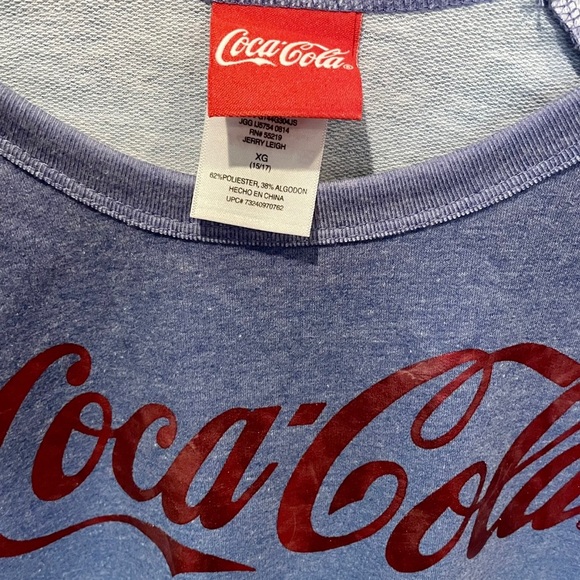 Coca-Cola
JGG IJ5754 0814
RN# 55219
JERRY LEIGH
XG
(15/17)
62%POLIESTER, 38% ALGODON
HECHO EN CHINA
UPC# 73240970762
Coca-Cola